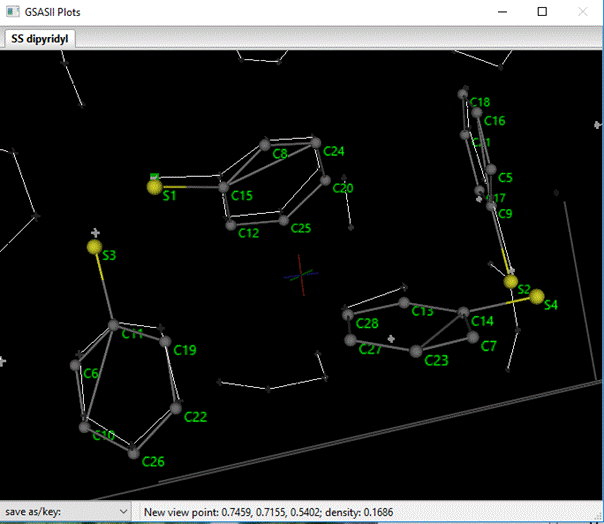 GSASII Plots
SS dipyridyl
C18
C16
C8
C24
C5
C15
C20
S1
C9
C12
C25
S3
S2
S4
C13
C14
C28
C11
C19
C27
C7
C23
C6
C22
C10
C26
save as/key:
New view point: 0.7459, 0.7155, 0.5402; density: 0.1686